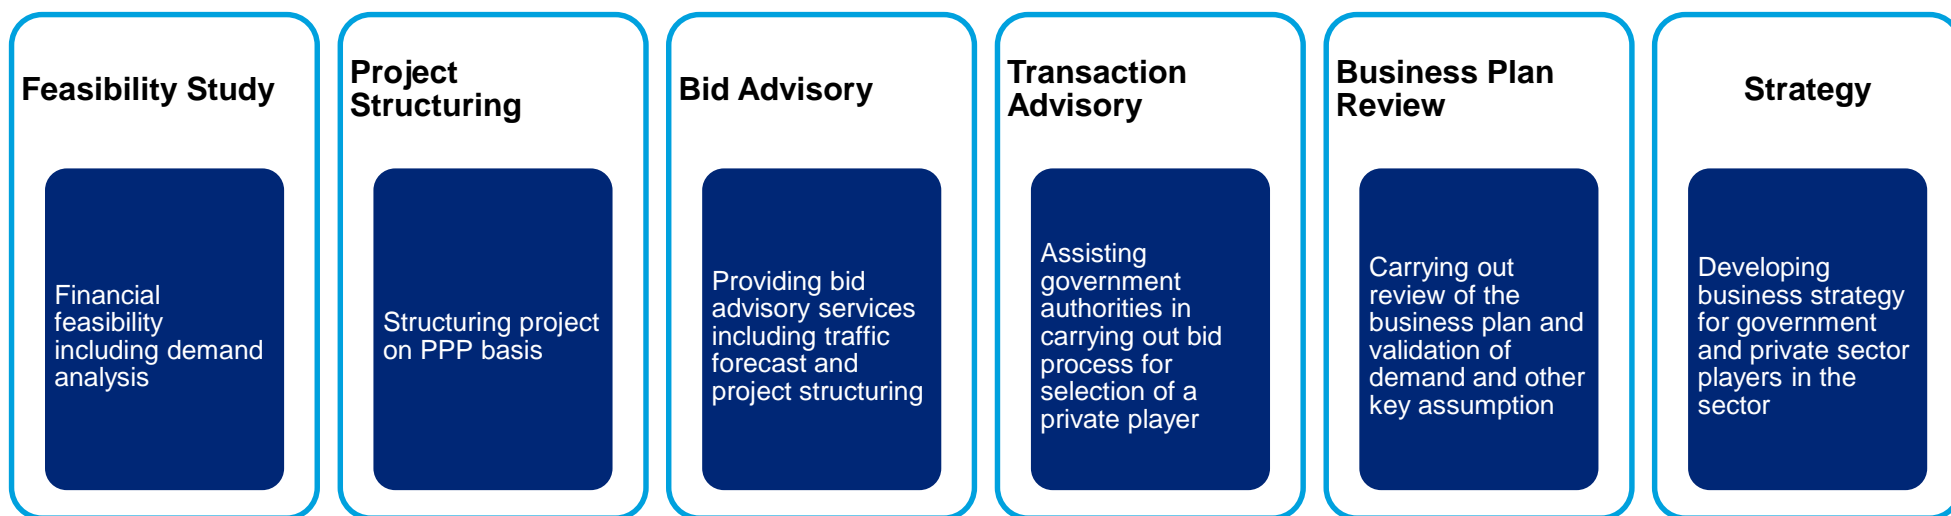 Feasibility Study
Financial
feasibility
including demand
analysis
Project
Structuring
Structuring project
on PPP basis
Bid Advisory
Providing bid
advisory services
including traffic
forecast and
project structuring
Transaction
Advisory
Assisting
government
authorities in
carrying out bid
process for
selection of a
private player
Business Plan
Review
Carrying out
review of the
business plan and
validation of
demand and other
key assumption
Strategy
Developing
business strategy
for government
and private sector
players in the
sector